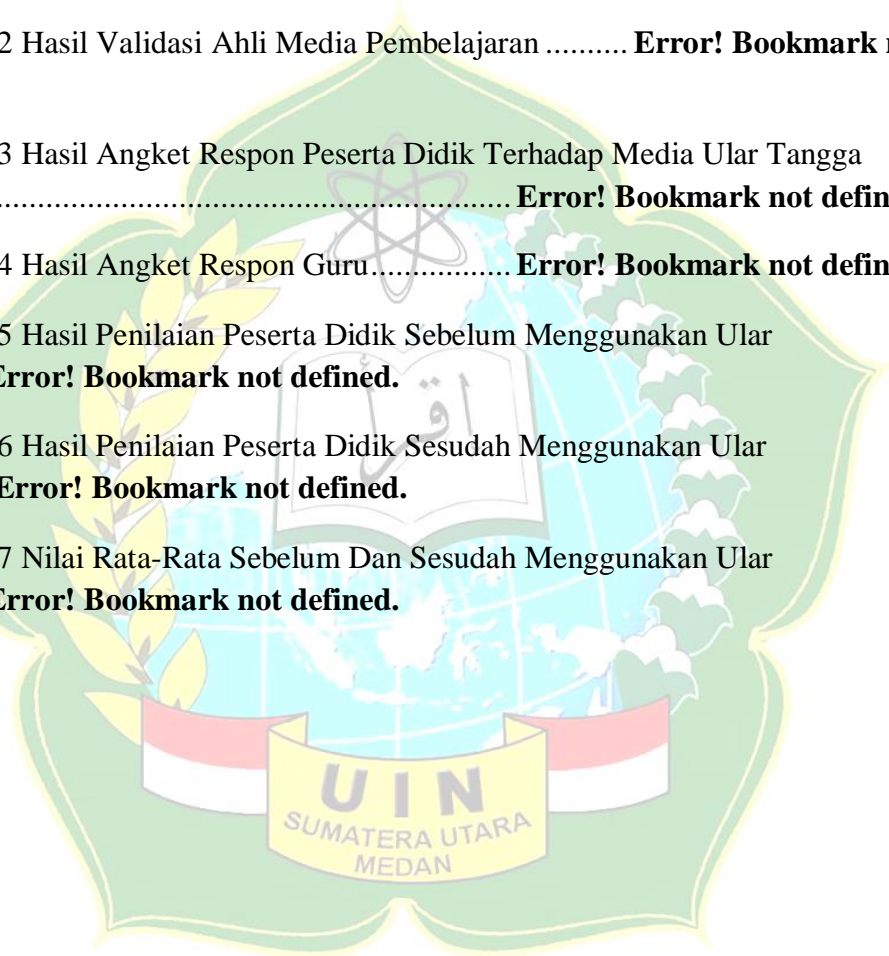 2 Hasil Validasi Ahli Media Pembelajaran .......... Error! Bookmark
3 Hasil Angket Respon Peserta Didik Terhadap Media Ular Tangga
............................................................. Error! Bookmark not defin
4 Hasil Angket Respon Guru ................. Error! Bookmark not defin
5 Hasil Penilaian Peserta Didik Sebelum Menggunakan Ular
Error! Bookmark not defined.
6 Hasil Penilaian Peserta Didik Sesudah Menggunakan Ular
Error! Bookmark not defined.
7 Nilai Rata-Rata Sebelum Dan Sesudah Menggunakan Ular
Error! Bookmark not defined.
اقرأ
UIN
SUMATERA UTARA
MEDAN